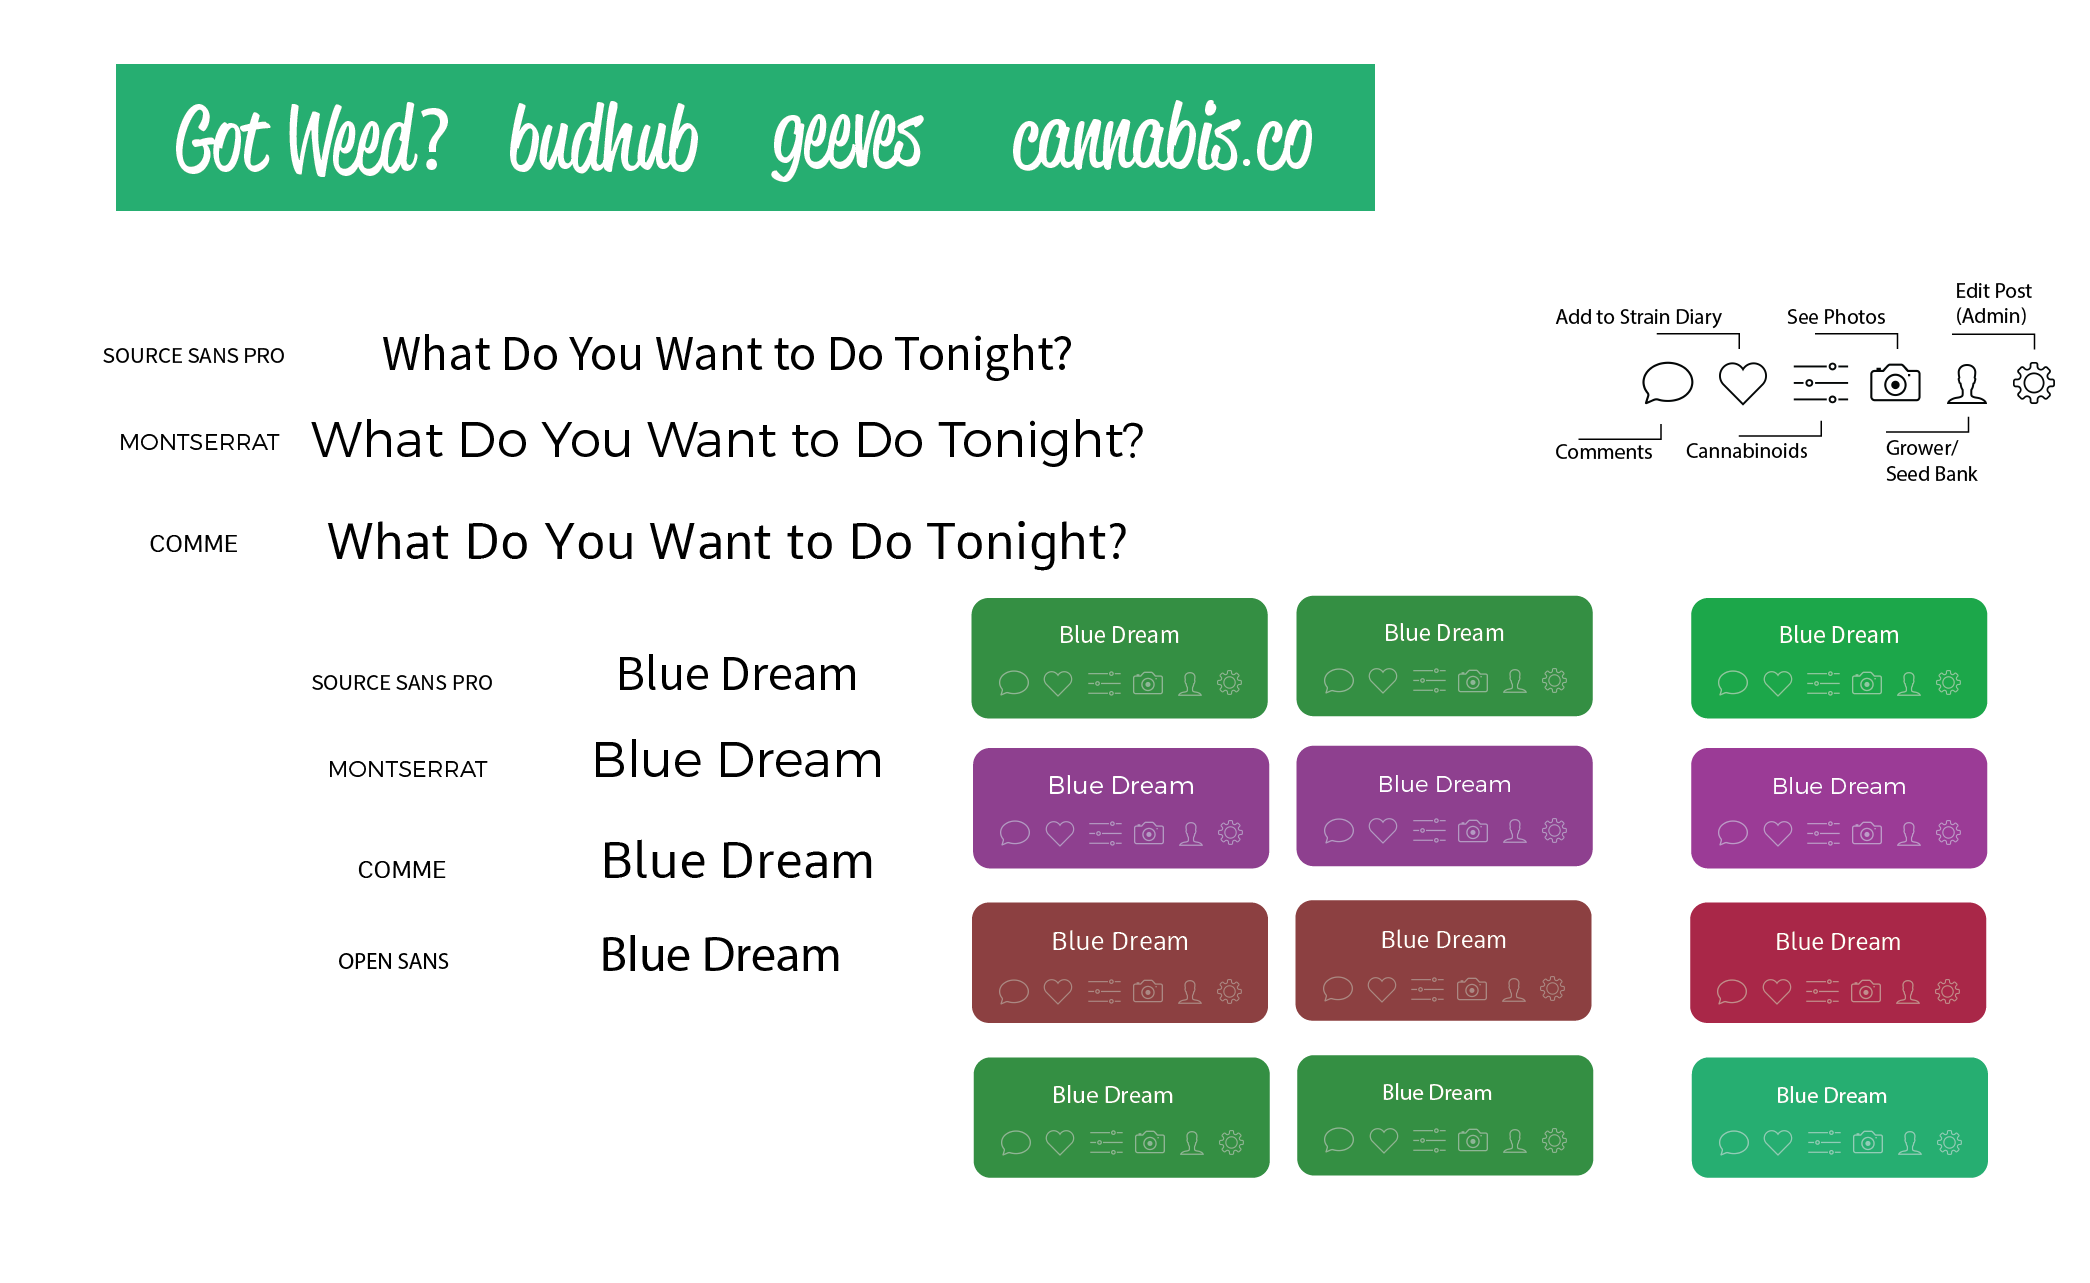 Got Weed? budhub geeves cannabis.co
Edit Post
(Admin)
Add to Strain Diary See Photos
Comments Cannabinoids Grower/
Seed Bank
SOURCE SANS PRO What Do You Want to Do Tonight?
MONTSERRAT What Do You Want to Do Tonight?
COMME What Do You Want to Do Tonight?
SOURCE SANS PRO Blue Dream
MONTSERRAT Blue Dream
COMME Blue Dream
OPEN SANS Blue Dream
Blue Dream Blue Dream Blue Dream
Blue Dream Blue Dream Blue Dream
Blue Dream Blue Dream Blue Dream
Blue Dream Blue Dream Blue Dream